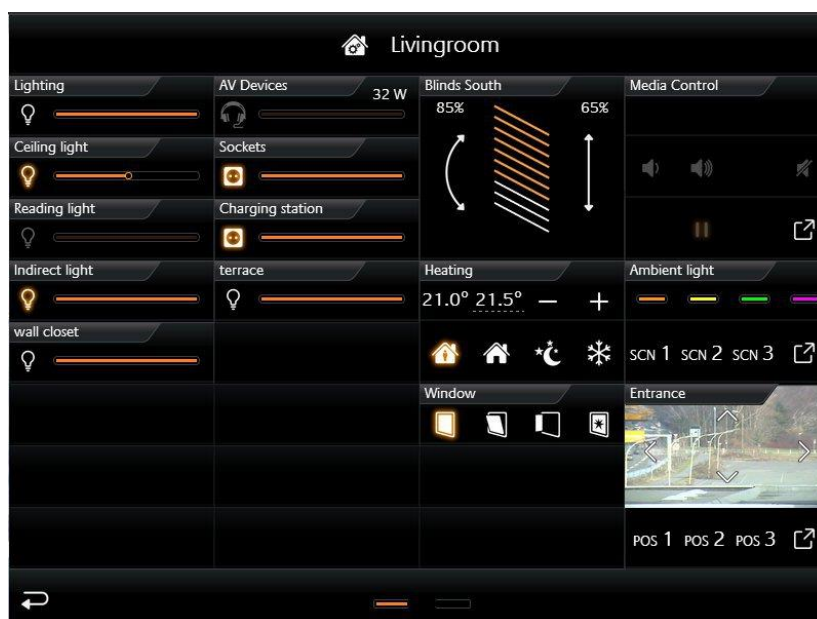 Livingroom
Lighting
AV Devices
32 W
Blinds South
Media Control
85%
65%
Ceiling light
Sockets
Reading light
Charging station
Indirect light
terrace
Heating
Ambient light
21.0° 21.5°
wall closet
SCN 1 SCN 2 SCN 3
Window
Entrance
POS 1 POS 2 POS 3